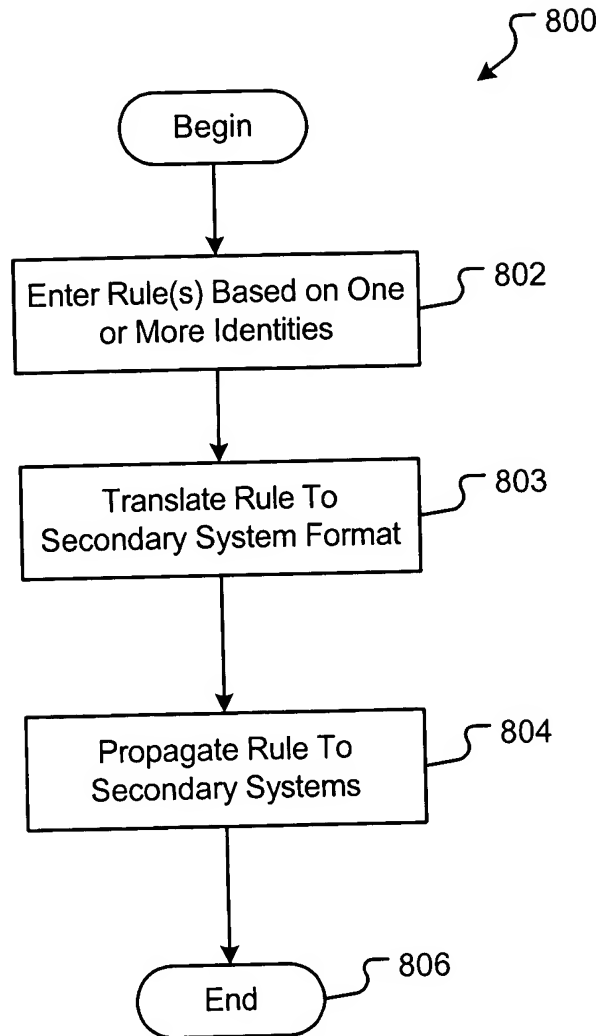 800
Begin
Enter Rule(s) Based on One
or More Identities
802
Translate Rule To
Secondary System Format
803
Propagate Rule To
Secondary Systems
804
End
806